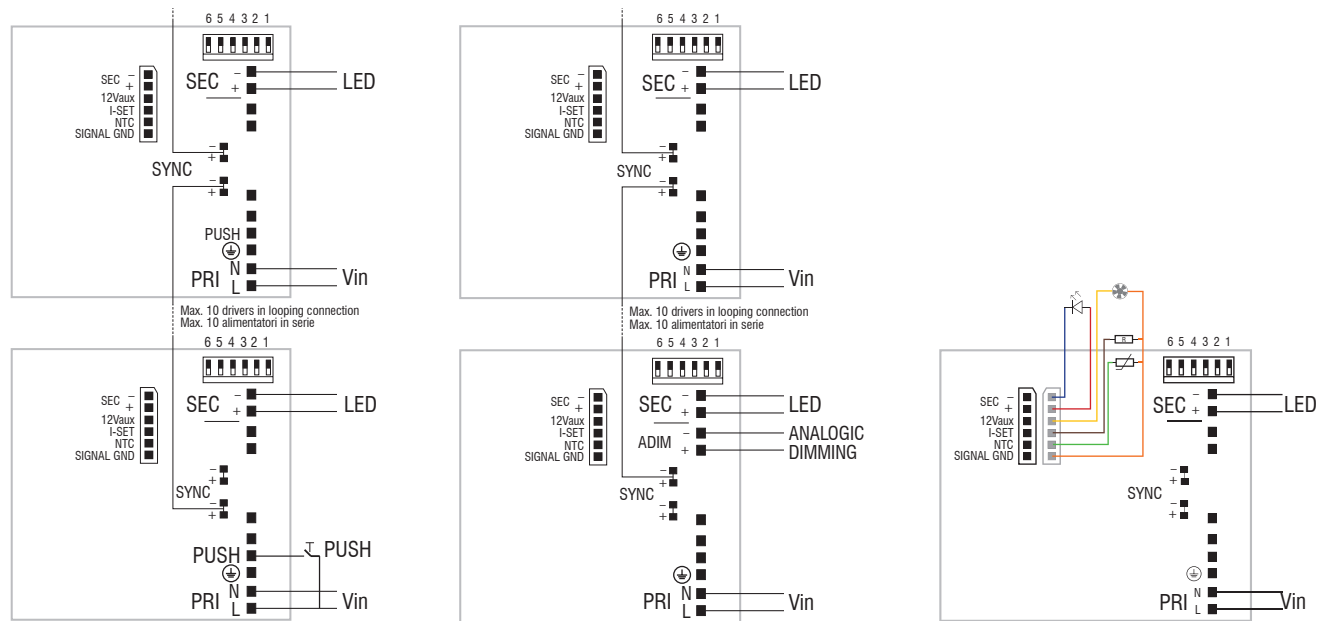 6 5 4 3 2 1
SEC −
+
12Vaux
I-SET
NTC
SIGNAL GND
SEC −
+
LED
−
+
SYNC
−
+
PUSH
PRI N
L
Vin
Max. 10 drivers in looping connection
Max. 10 alimentatori in serie
6 5 4 3 2 1
SEC −
+
12Vaux
I-SET
NTC
SIGNAL GND
SEC −
+
LED
−
+
SYNC
−
+
PUSH
PUSH
PRI N
L
Vin
6 5 4 3 2 1
SEC −
+
12Vaux
I-SET
NTC
SIGNAL GND
SEC −
+
LED
−
+
SYNC
−
+
PRI N
L
Vin
Max. 10 drivers in looping connection
Max. 10 alimentatori in serie
6 5 4 3 2 1
SEC −
+
12Vaux
I-SET
NTC
SIGNAL GND
SEC −
+
LED
ADIM −
+
ANALOGIC
DIMMING
−
+
SYNC
−
+
PRI N
L
Vin
R
6 5 4 3 2 1
SEC −
+
12Vaux
I-SET
NTC
SIGNAL GND
SEC −
+
LED
−
+
SYNC
−
+
PRI N
L
Vin